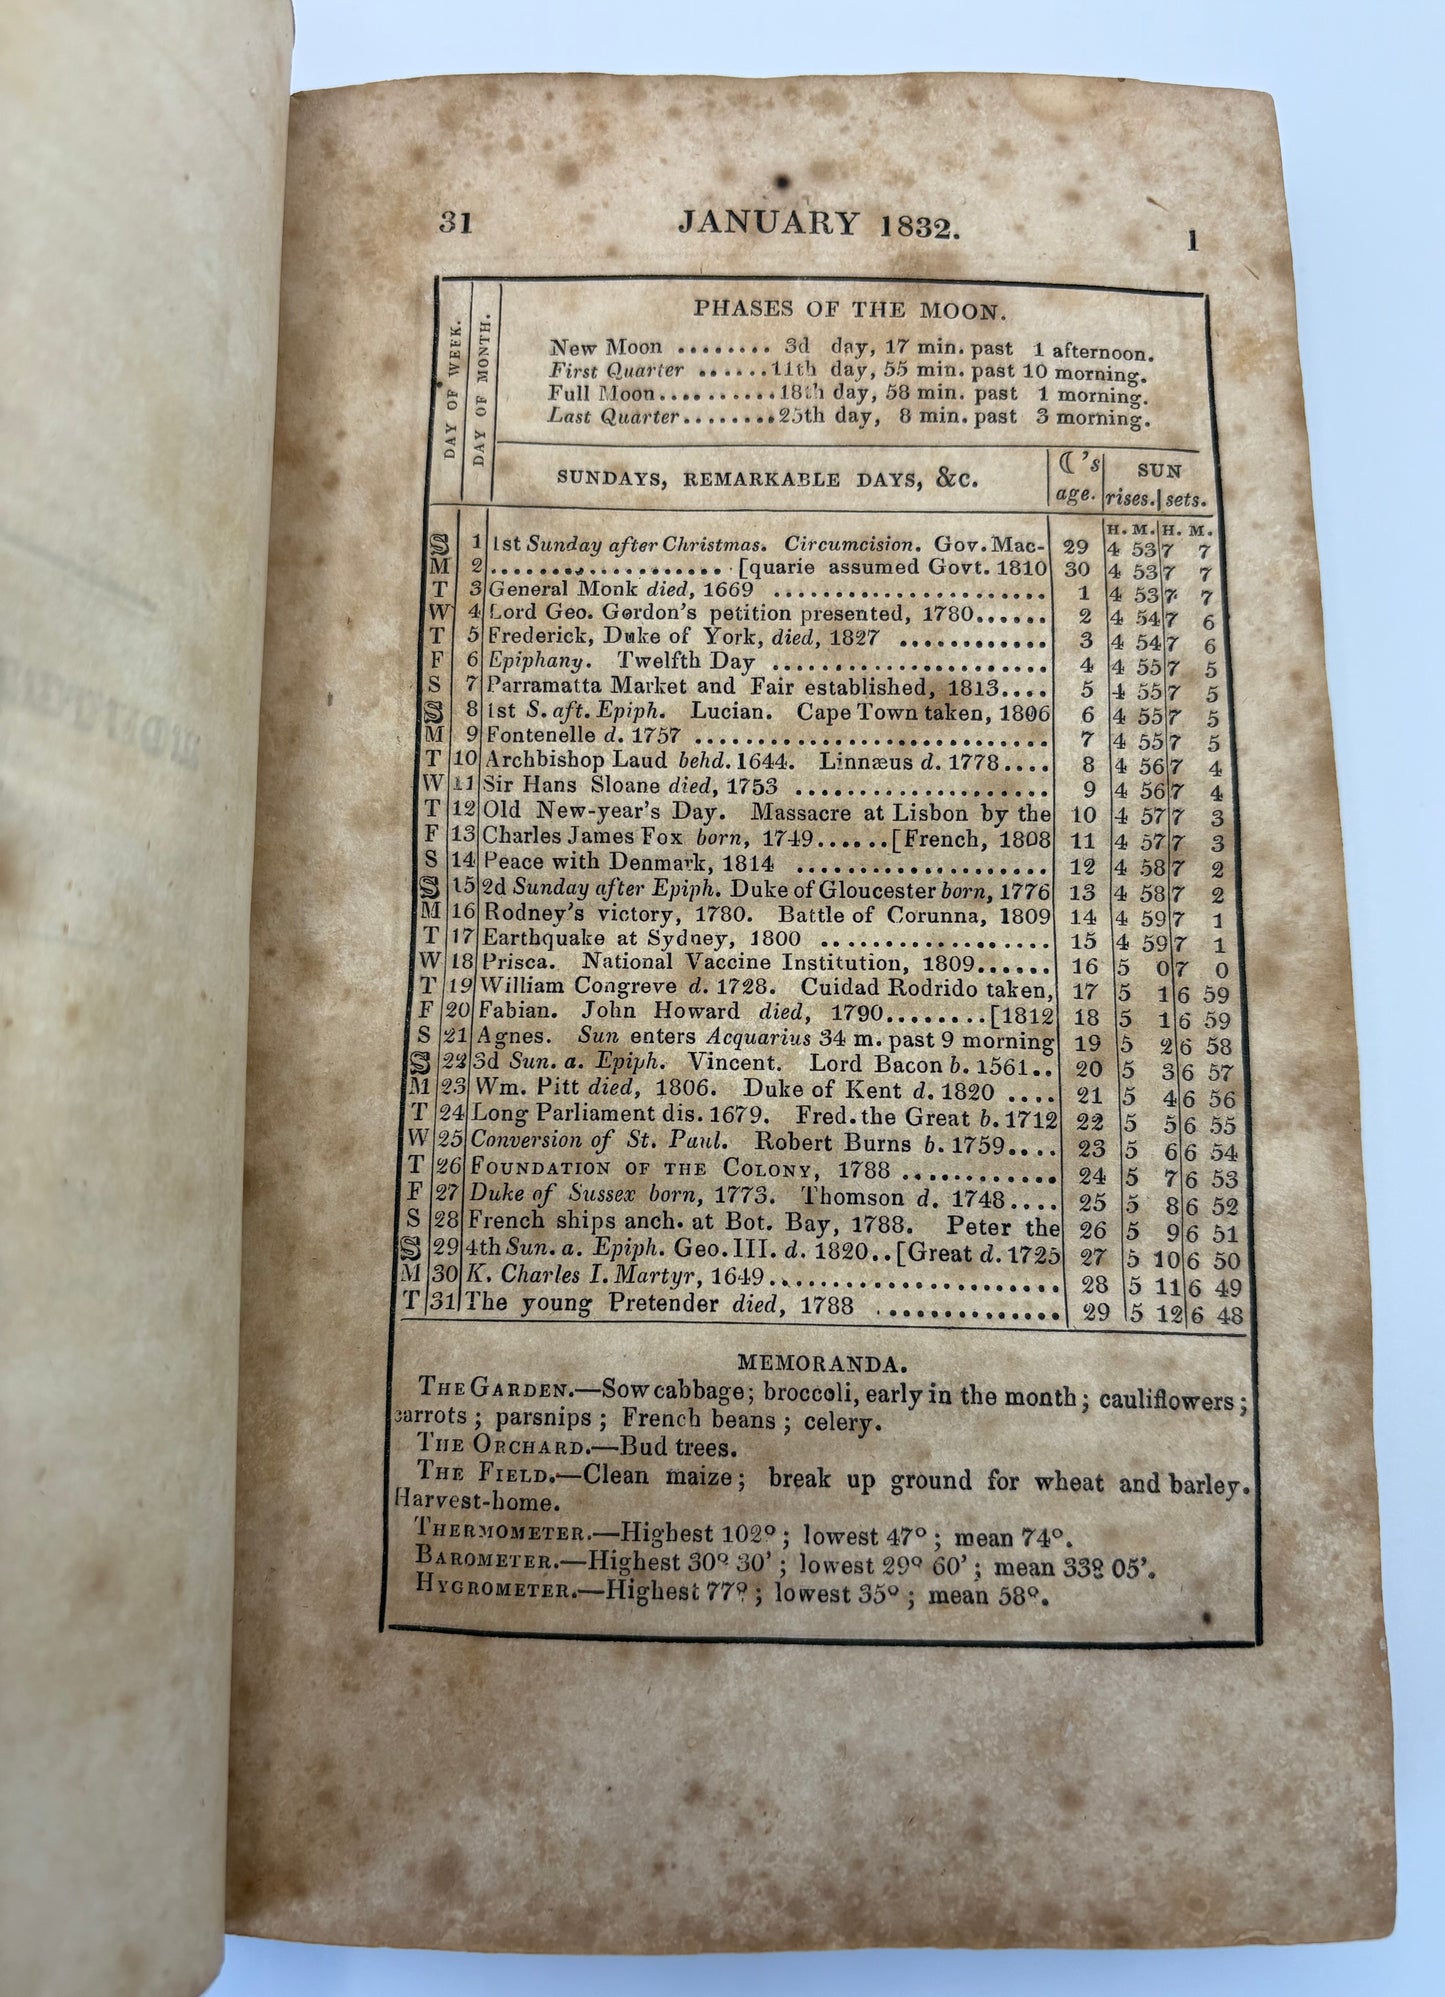 31 JANUARY 1832. 1
DAY OF WEEK.
DAY OF MONTH.
PHASES OF THE MOON.
New Moon ........ 3d day, 17 min. past 1 afternoon.
First Quarter ......11th day, 55 min. past 10 morning.
Full Moon..........18th day, 58 min. past 1 morning.
Last Quarter........25th day, 8 min. past 3 morning.
SUNDAYS, REMARKABLE DAYS, &c. ☾'s age. SUN rises. sets.
H. M. H. M.
S 1 1st Sunday after Christmas. Circumcision. Gov. Mac- 29 4 53 7 7
M 2 ................... [quarie assumed Govt. 1810 30 4 53 7 7
T 3 General Monk died, 1669 ...................... 1 4 53 7 7
W 4 Lord Geo. Gordon's petition presented, 1780...... 2 4 54 7 6
T 5 Frederick, Duke of York, died, 1827 ............ 3 4 54 7 6
F 6 Epiphany. Twelfth Day ...................... 4 4 55 7 5
S 7 Parramatta Market and Fair established, 1813.... 5 4 55 7 5
S 8 1st S. aft. Epiph. Lucian. Cape Town taken, 1806 6 4 55 7 5
M 9 Fontenelle d. 1757 ............................. 7 4 55 7 5
T 10 Archbishop Laud behd. 1644. Linnæus d. 1778.... 8 4 56 7 4
W 11 Sir Hans Sloane died, 1753 .................... 9 4 56 7 4
T 12 Old New-year's Day. Massacre at Lisbon by the 10 4 57 7 3
F 13 Charles James Fox born, 1749......[French, 1808 11 4 57 7 3
S 14 Peace with Denmark, 1814 .................... 12 4 58 7 2
S 15 2d Sunday after Epiph. Duke of Gloucester born, 1776 13 4 58 7 2
M 16 Rodney's victory, 1780. Battle of Corunna, 1809 14 4 59 7 1
T 17 Earthquake at Sydney, 1800 .................. 15 4 59 7 1
W 18 Prisca. National Vaccine Institution, 1809...... 16 5 0 7 0
T 19 William Congreve d. 1728. Cuidad Rodrido taken, 17 5 1 6 59
F 20 Fabian. John Howard died, 1790........[1812 18 5 1 6 59
S 21 Agnes. Sun enters Acquarius 34 m. past 9 morning 19 5 2 6 58
S 22 3d Sun. a. Epiph. Vincent. Lord Bacon b. 1561.. 20 5 3 6 57
M 23 Wm. Pitt died, 1806. Duke of Kent d. 1820 .... 21 5 4 6 56
T 24 Long Parliament dis. 1679. Fred. the Great b. 1712 22 5 5 6 55
W 25 Conversion of St. Paul. Robert Burns b. 1759.... 23 5 6 6 54
T 26 FOUNDATION OF THE COLONY, 1788 ............ 24 5 7 6 53
F 27 Duke of Sussex born, 1773. Thomson d. 1748.... 25 5 8 6 52
S 28 French ships anch. at Bot. Bay, 1788. Peter the 26 5 9 6 51
S 29 4th Sun. a. Epiph. Geo. III. d. 1820..[Great d. 1725 27 5 10 6 50
M 30 K. Charles I. Martyr, 1649........................ 28 5 11 6 49
T 31 The young Pretender died, 1788 .............. 29 5 12 6 48
MEMORANDA.
THE GARDEN.—Sow cabbage; broccoli, early in the month; cauliflowers;
carrots; parsnips; French beans; celery.
THE ORCHARD.—Bud trees.
THE FIELD.—Clean maize; break up ground for wheat and barley.
Harvest-home.
THERMOMETER.—Highest 102°; lowest 47°; mean 74°.
BAROMETER.—Highest 30° 30'; lowest 29° 60'; mean 33° 05'.
HYGROMETER.—Highest 77°; lowest 35°; mean 58°.